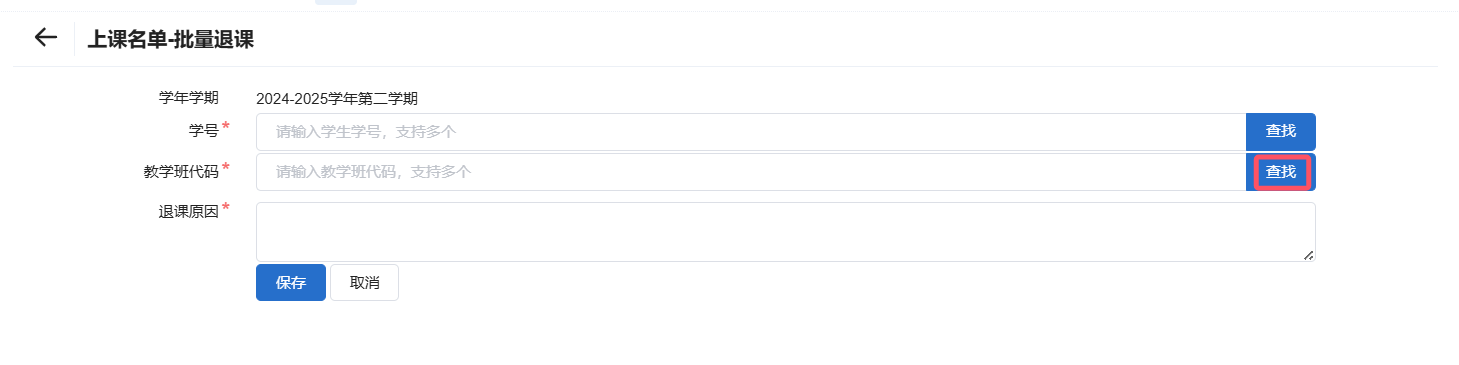 上课名单-批量退课
学年学期 2024-2025学年第二学期
学号* 请输入学生学号，支持多个 查找
教学班代码* 请输入教学班代码，支持多个 查找
退课原因*
保存 取消